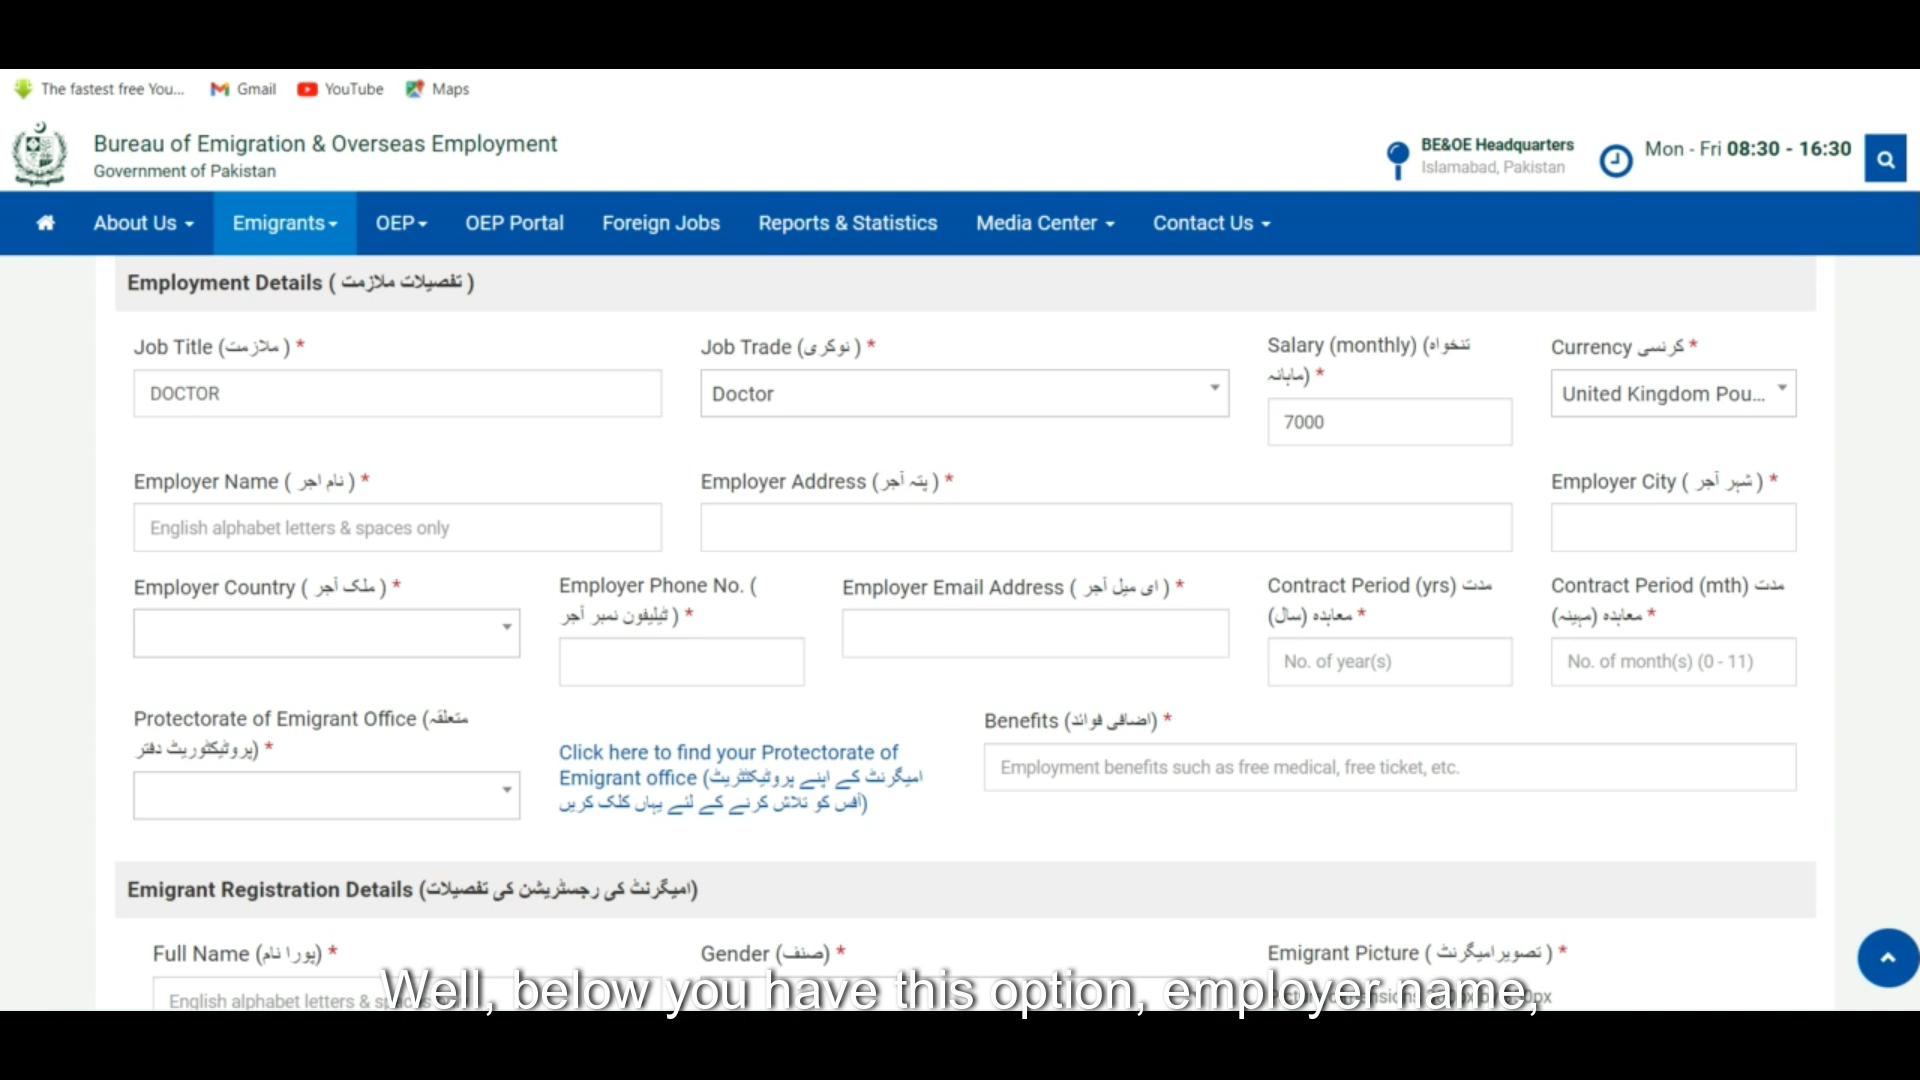 The fastest free You...
Gmail
YouTube
Maps
Bureau of Emigration & Overseas Employment
Government of Pakistan
BE&OE Headquarters
Islamabad, Pakistan
Mon - Fri 08:30 - 16:30
About Us
Emigrants
OEP
OEP Portal
Foreign Jobs
Reports & Statistics
Media Center
Contact Us
Employment Details ( تفصیلات ملازمت )
Job Title (ملازمت ) *
Job Trade (نوکری ) *
Salary (monthly) (تنخواہ
ماہانہ) *
Currency کرنسی *
DOCTOR
Doctor
7000
United Kingdom Pou...
Employer Name ( نام اجر ) *
Employer Address (پتہ آجر ) *
Employer City ( شہر آجر ) *
English alphabet letters & spaces only
Employer Country ( ملک آجر ) *
Employer Phone No. (
ٹیلیفون نمبر آجر ) *
Employer Email Address ( ای میل آجر ) *
Contract Period (yrs) مدت
معاہدہ (سال) *
Contract Period (mth) مدت
معاہدہ (مہینہ) *
No. of year(s)
No. of month(s) (0 - 11)
Protectorate of Emigrant Office (متعلقہ
پروٹیکٹوریٹ دفتر) *
Click here to find your Protectorate of
Emigrant office (امیگرنٹ کے اپنے پروٹیکٹٹریٹ
آفس کو تلاش کرنے کے لئے یہاں کلک کریں)
Benefits (اضافی فوائد) *
Employment benefits such as free medical, free ticket, etc.
Emigrant Registration Details (امیگرنٹ کی رجسٹریشن کی تفصیلات)
Full Name (پورا نام) *
Gender (صنف) *
Emigrant Picture ( تصویر امیگرنٹ ) *
English alphabet letters &
Well, below you have this option, employer name,